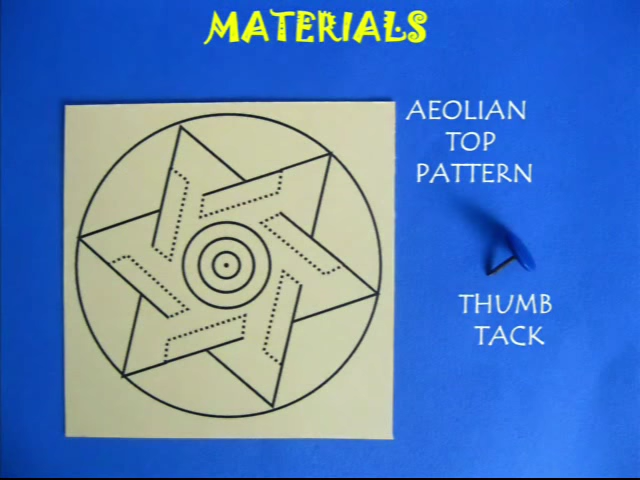 MATERIALS
AEOLIAN
TOP
PATTERN
THUMB
TACK